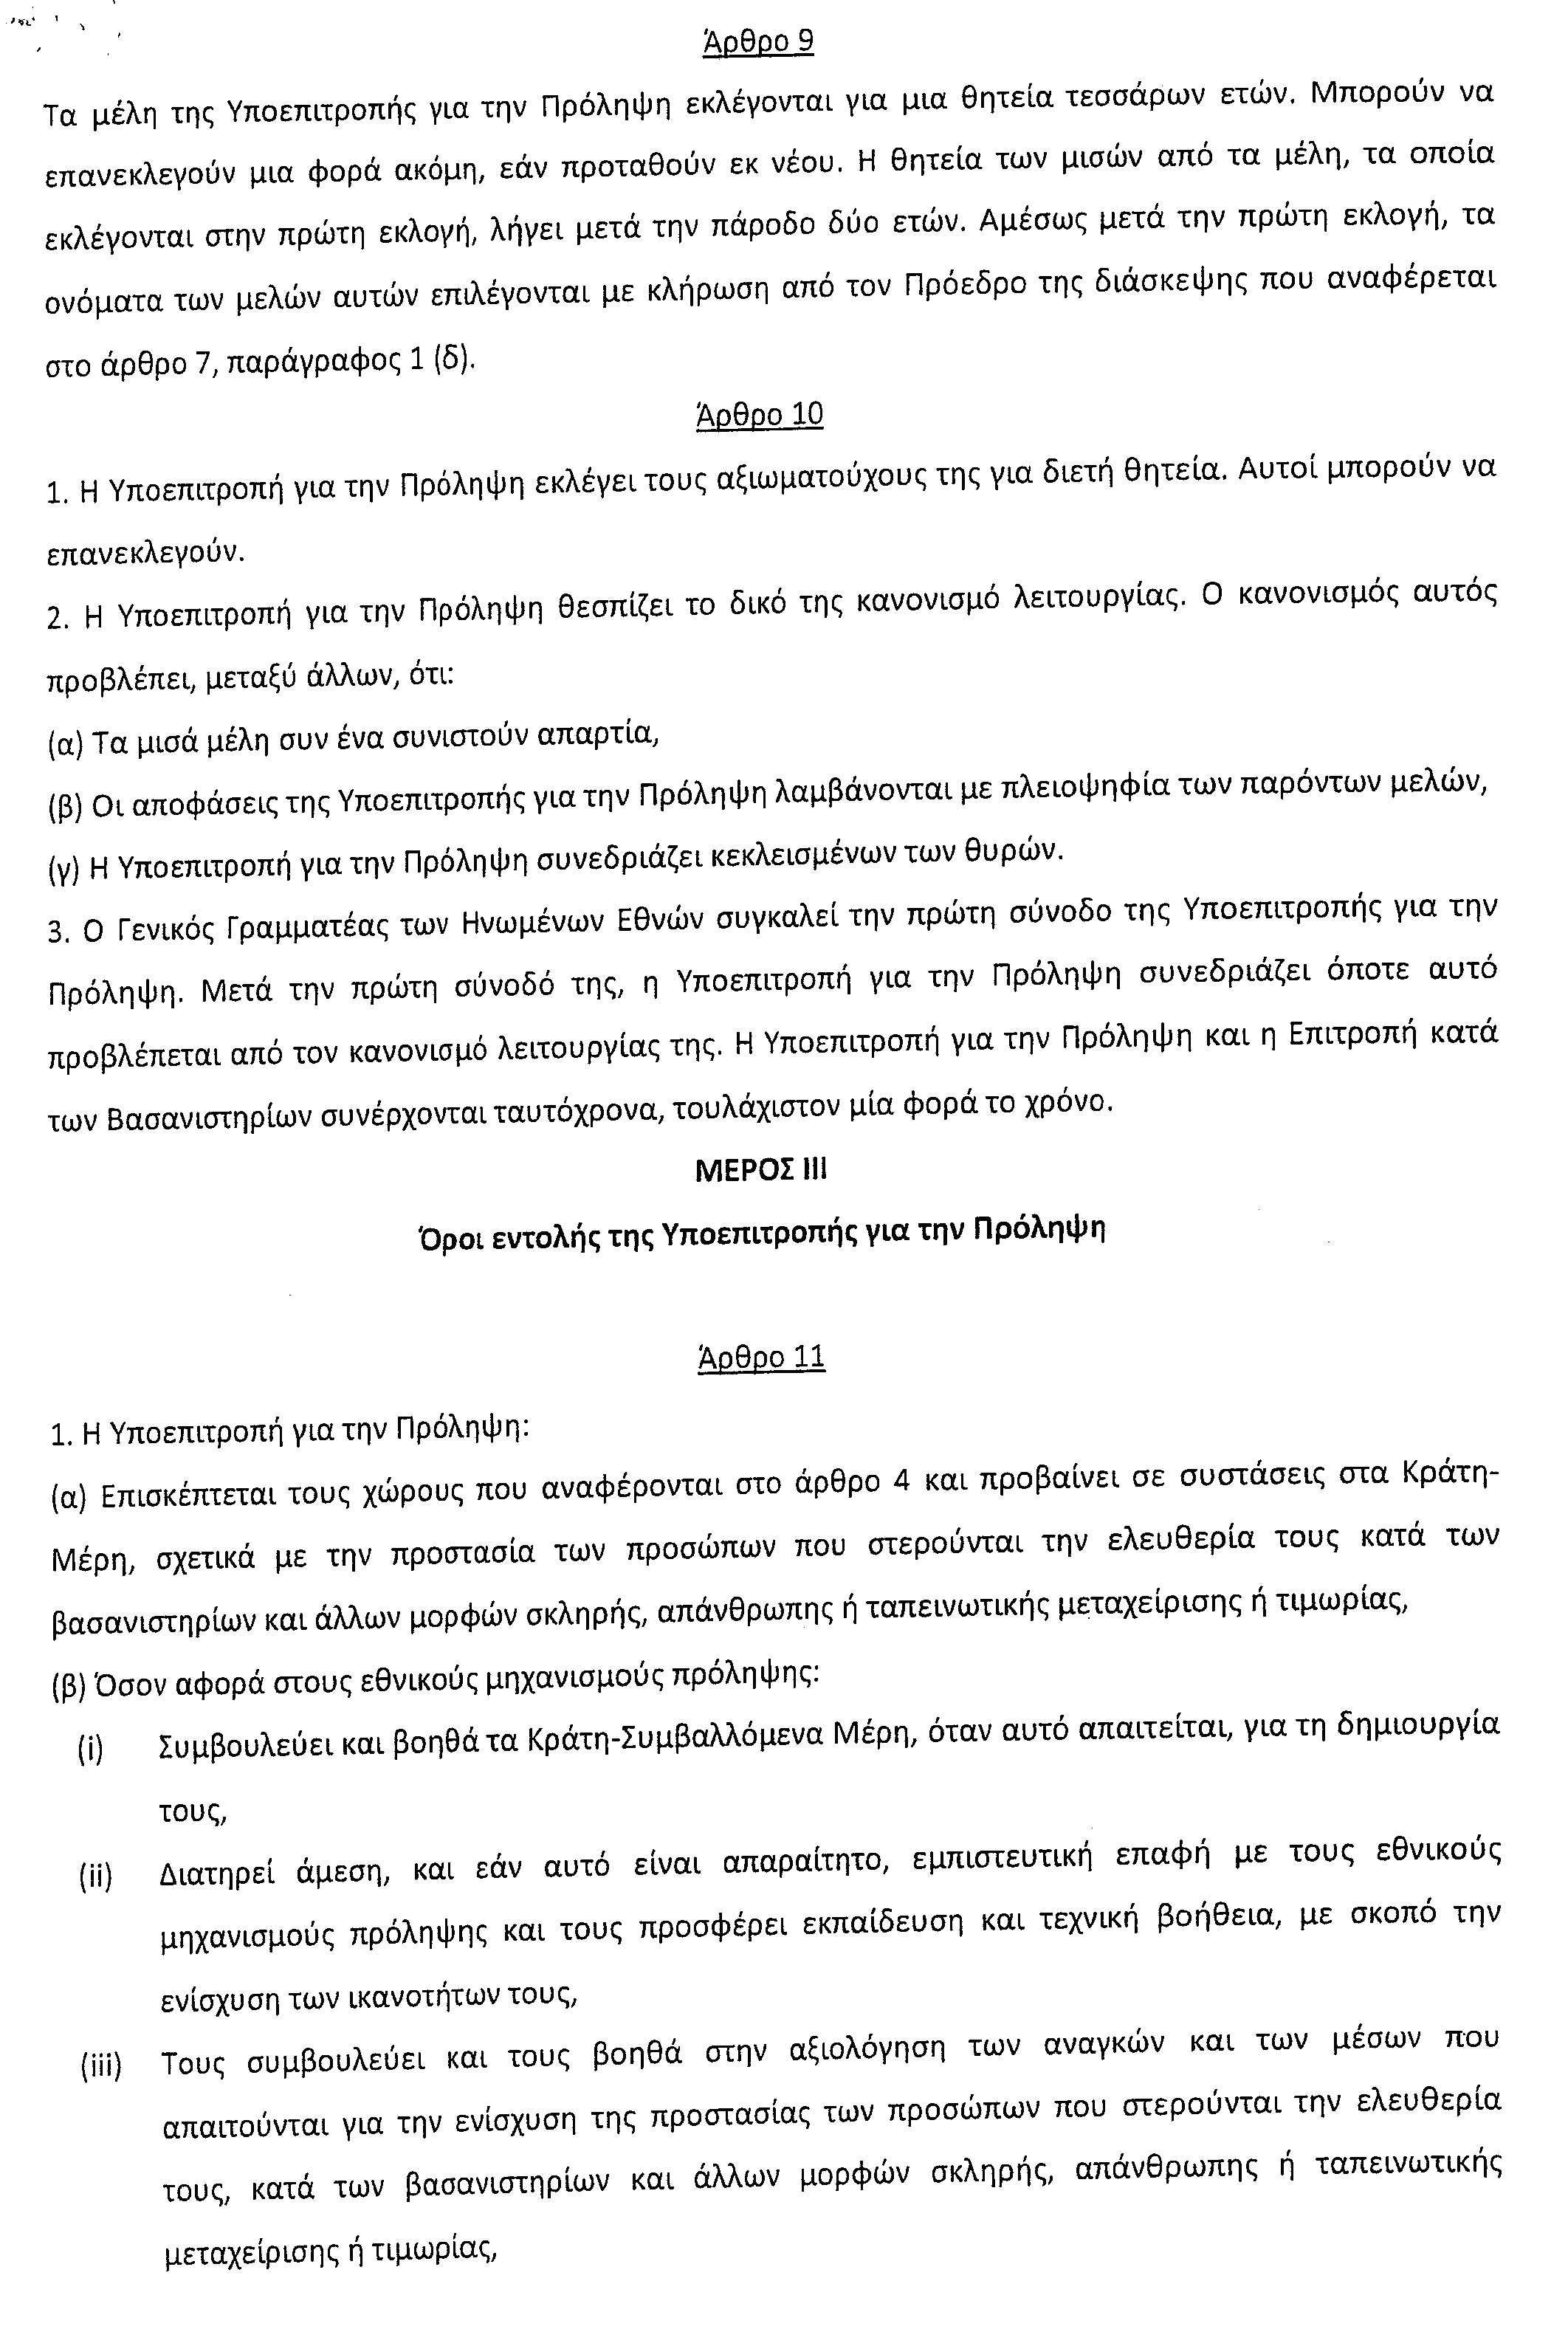 Άρθρο 9
Τα μέλη της Υποεπιτροπής για την Πρόληψη εκλέγονται για μια θητεία τεσσάρων ετών. Μπορούν να
επανεκλεγούν μια φορά ακόμη, εάν προταθούν εκ νέου. Η θητεία των μισών από τα μέλη, τα οποία
εκλέγονται στην πρώτη εκλογή, λήγει μετά την πάροδο δύο ετών. Αμέσως μετά την πρώτη εκλογή, τα
ονόματα των μελών αυτών επιλέγονται με κλήρωση από τον Πρόεδρο της διάσκεψης που αναφέρεται
στο άρθρο 7, παράγραφος 1 (δ).
Άρθρο 10
1. Η Υποεπιτροπή για την Πρόληψη εκλέγει τους αξιωματούχους της για διετή θητεία. Αυτοί μπορούν να
επανεκλεγούν.
2. Η Υποεπιτροπή για την Πρόληψη θεσπίζει το δικό της κανονισμό λειτουργίας. Ο κανονισμός αυτός
προβλέπει, μεταξύ άλλων, ότι:
(α) Τα μισά μέλη συν ένα συνιστούν απαρτία,
(β) Οι αποφάσεις της Υποεπιτροπής για την Πρόληψη λαμβάνονται με πλειοψηφία των παρόντων μελών,
(γ) Η Υποεπιτροπή για την Πρόληψη συνεδριάζει κεκλεισμένων των θυρών.
3. Ο Γενικός Γραμματέας των Ηνωμένων Εθνών συγκαλεί την πρώτη σύνοδο της Υποεπιτροπής για την
Πρόληψη. Μετά την πρώτη σύνοδό της, η Υποεπιτροπή για την Πρόληψη συνεδριάζει όποτε αυτό
προβλέπεται από τον κανονισμό λειτουργίας της. Η Υποεπιτροπή για την Πρόληψη και η Επιτροπή κατά
των Βασανιστηρίων συνέρχονται ταυτόχρονα, τουλάχιστον μία φορά το χρόνο.
ΜΕΡΟΣ ΙΙΙ
Όροι εντολής της Υποεπιτροπής για την Πρόληψη
Άρθρο 11
1. Η Υποεπιτροπή για την Πρόληψη:
(α) Επισκέπτεται τους χώρους που αναφέρονται στο άρθρο 4 και προβαίνει σε συστάσεις στα Κράτη-
Μέρη, σχετικά με την προστασία των προσώπων που στερούνται την ελευθερία τους κατά των
βασανιστηρίων και άλλων μορφών σκληρής, απάνθρωπης ή ταπεινωτικής μεταχείρισης ή τιμωρίας,
(β) Όσον αφορά στους εθνικούς μηχανισμούς πρόληψης:
(i) Συμβουλεύει και βοηθά τα Κράτη-Συμβαλλόμενα Μέρη, όταν αυτό απαιτείται, για τη δημιουργία
τους,
(ii) Διατηρεί άμεση, και εάν αυτό είναι απαραίτητο, εμπιστευτική επαφή με τους εθνικούς
μηχανισμούς πρόληψης και τους προσφέρει εκπαίδευση και τεχνική βοήθεια, με σκοπό την
ενίσχυση των ικανοτήτων τους,
(iii) Τους συμβουλεύει και τους βοηθά στην αξιολόγηση των αναγκών και των μέσων που
απαιτούνται για την ενίσχυση της προστασίας των προσώπων που στερούνται την ελευθερία
τους, κατά των βασανιστηρίων και άλλων μορφών σκληρής, απάνθρωπης ή ταπεινωτικής
μεταχείρισης ή τιμωρίας,